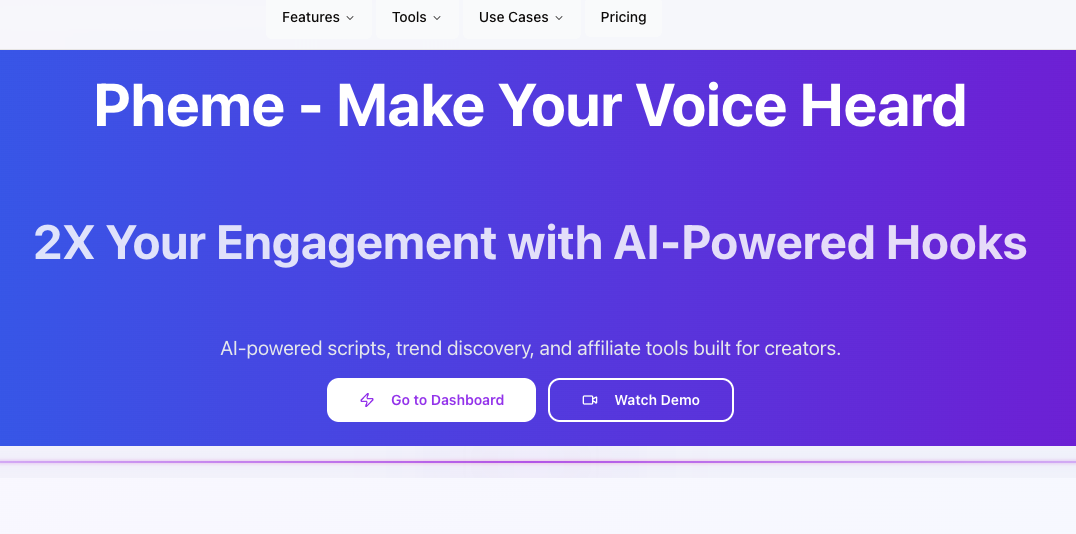 Features Tools Use Cases Pricing
Pheme - Make Your Voice Heard
2X Your Engagement with AI-Powered Hooks
AI-powered scripts, trend discovery, and affiliate tools built for creators.
Go to Dashboard Watch Demo